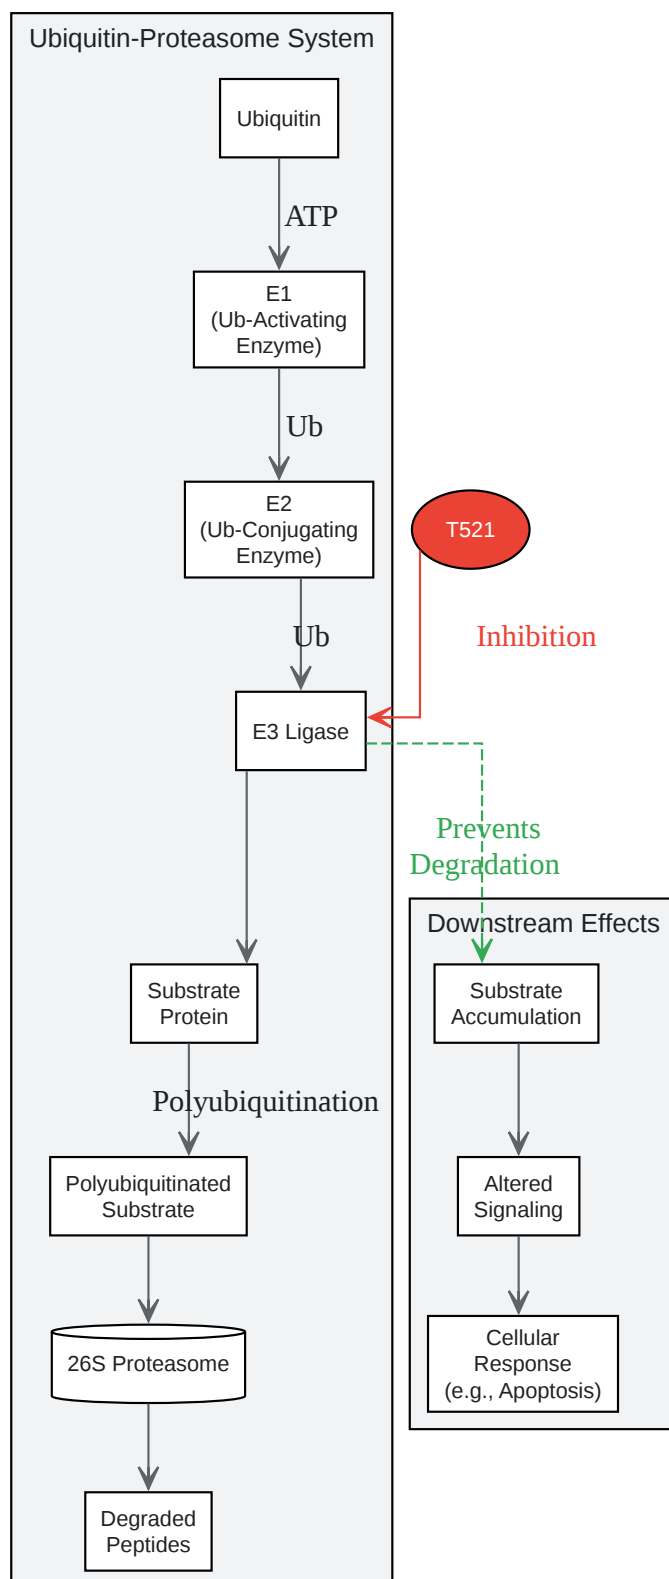 Ubiquitin-Proteasome System
Ubiquitin
ATP
E1
(Ub-Activating
Enzyme)
Ub
E2
(Ub-Conjugating
Enzyme)
T521
Ub
Inhibition
E3 Ligase
Prevents
Degradation
Downstream Effects
Substrate
Protein
Substrate
Accumulation
Polyubiquitination
Polyubiquitinated
Substrate
Altered
Signaling
26S Proteasome
Cellular
Response
(e.g., Apoptosis)
Degraded
Peptides